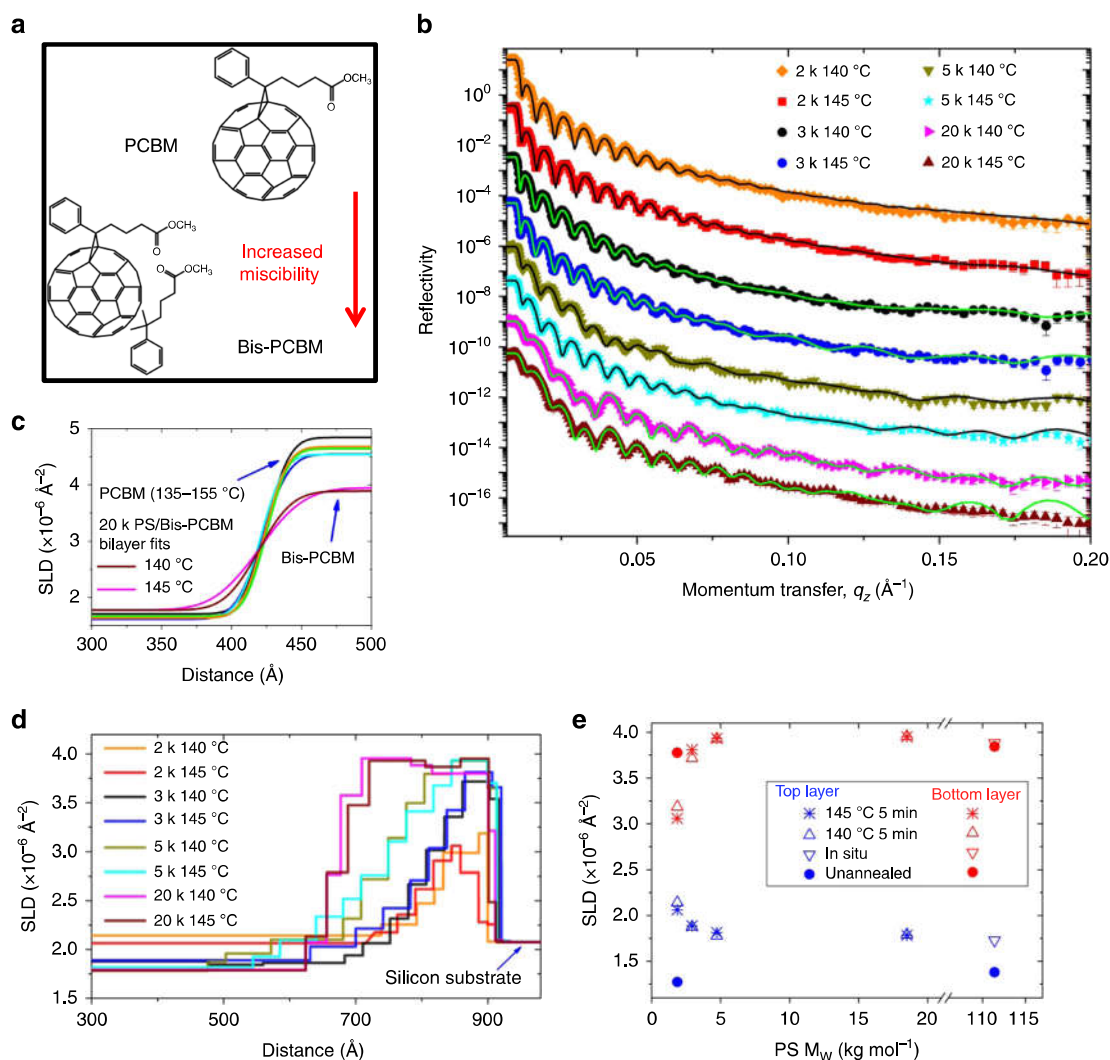 a
PCBM
OCH3
O
Increased
miscibility
OCH3
O
O
OCH3
Bis-PCBM
b
Reflectivity
10^0
10^−2
10^−4
10^−6
10^−8
10^−10
10^−12
10^−14
10^−16
2 k 140 °C
2 k 145 °C
3 k 140 °C
3 k 145 °C
5 k 140 °C
5 k 145 °C
20 k 140 °C
20 k 145 °C
0.05
0.10
0.15
0.20
Momentum transfer, qz (Å−1)
c
SLD (×10−6 Å−2)
5
4
3
2
PCBM (135–155 °C)
20 k PS/Bis-PCBM
bilayer fits
140 °C
145 °C
Bis-PCBM
300
350
400
450
500
Distance (Å)
d
SLD (×10−6 Å−2)
4.0
3.5
3.0
2.5
2.0
1.5
2 k 140 °C
2 k 145 °C
3 k 140 °C
3 k 145 °C
5 k 140 °C
5 k 145 °C
20 k 140 °C
20 k 145 °C
Silicon substrate
300
500
700
900
Distance (Å)
e
SLD (×10−6 Å−2)
4.0
3.5
3.0
2.5
2.0
1.5
Top layer
Bottom layer
145 °C 5 min
140 °C 5 min
In situ
Unannealed
0
5
10
15
20
110
115
PS MW (kg mol−1)